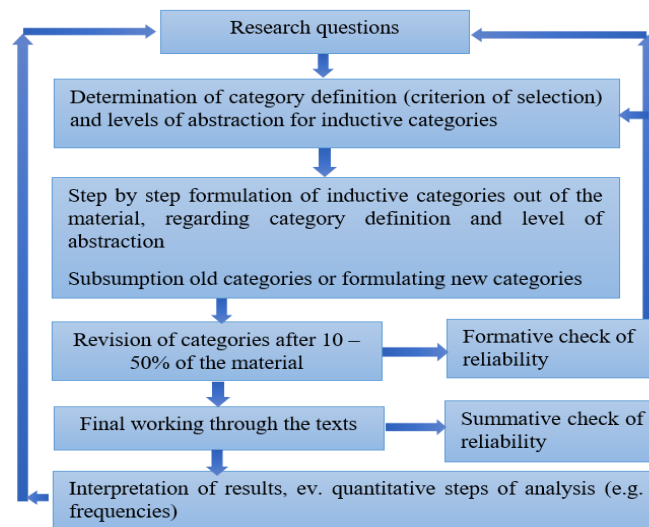 Research questions
Determination of category definition (criterion of selection)
and levels of abstraction for inductive categories
Step by step formulation of inductive categories out of the
material, regarding category definition and level of
abstraction
Subsumption old categories or formulating new categories
Revision of categories after 10 –
50% of the material
Formative check of
reliability
Final working through the texts
Summative check of
reliability
Interpretation of results, ev. quantitative steps of analysis (e.g.
frequencies)